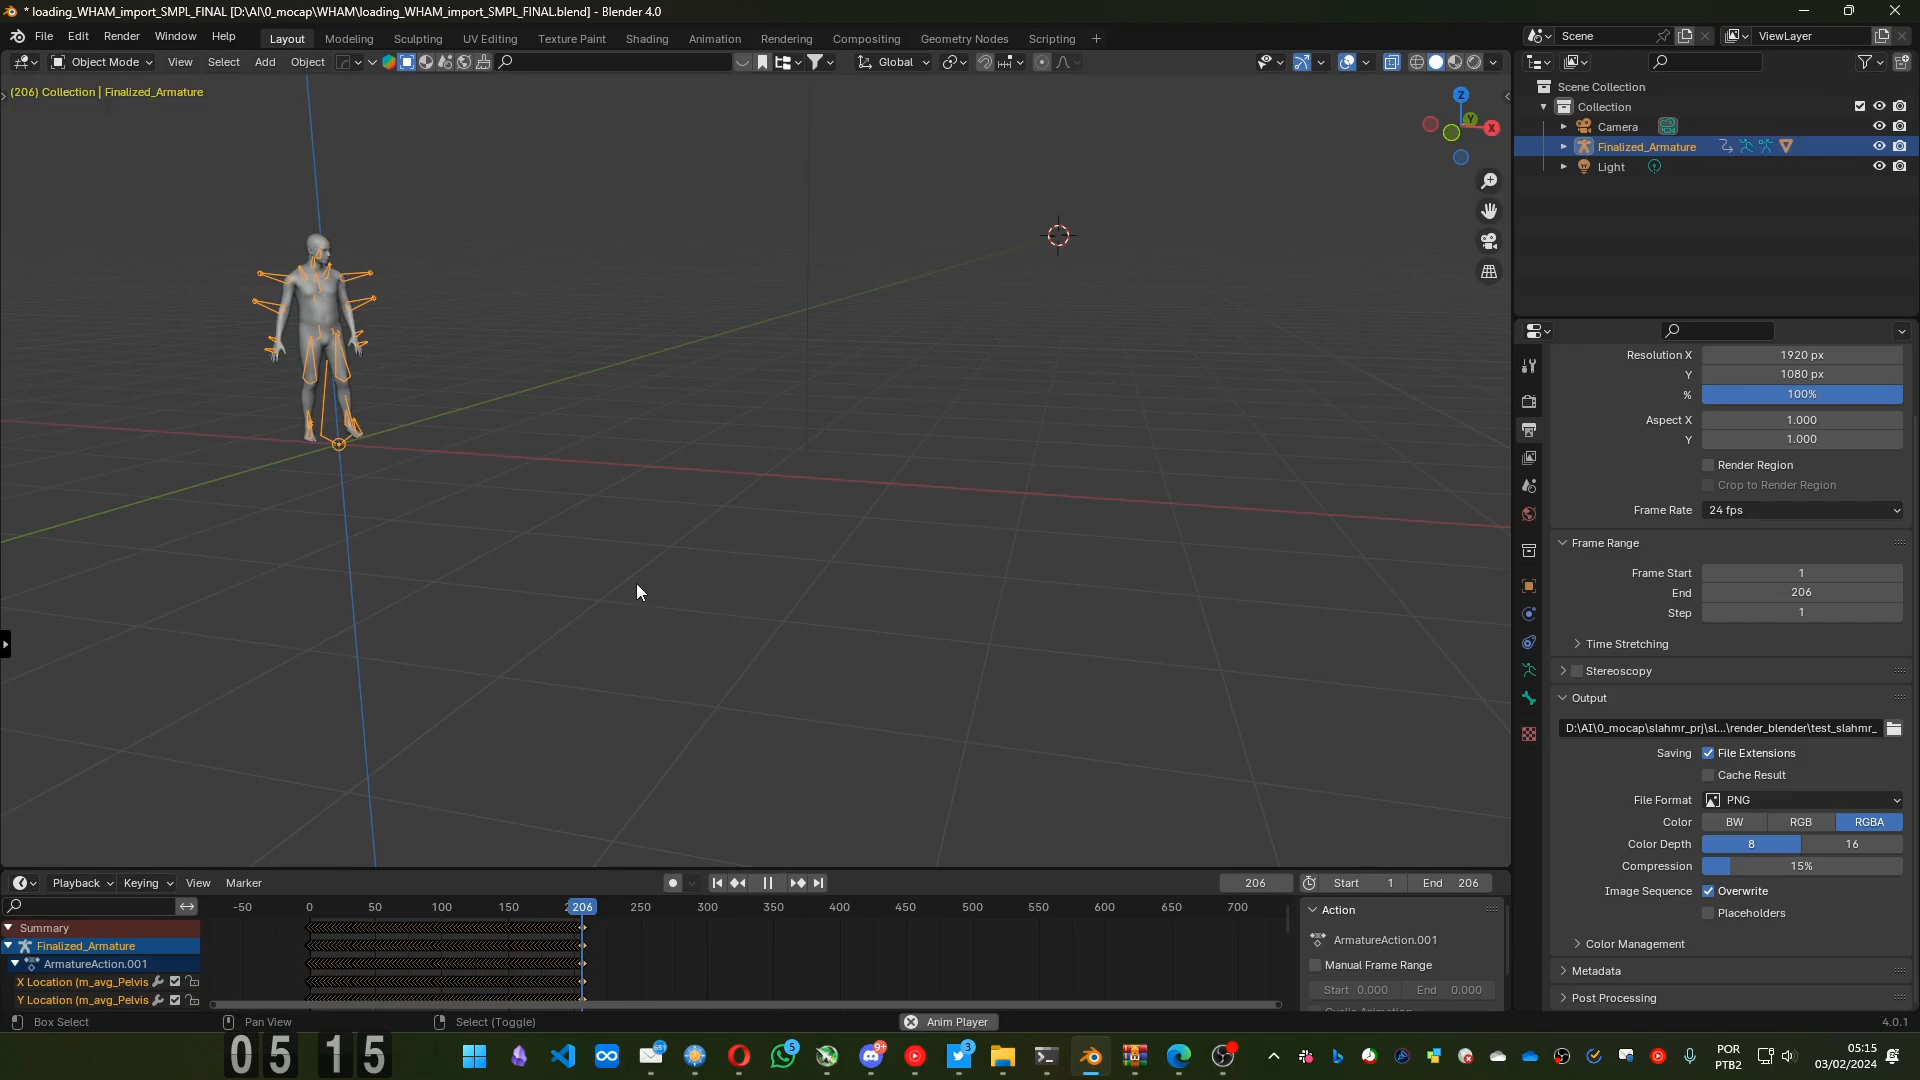 * loading_WHAM_import_SMPL_FINAL [D:\AI\0_mocap\WHAM\loading_WHAM_import_SMPL_FINAL.blend] - Blender 4.0
File Edit Render Window Help
Layout Modeling Sculpting UV Editing Texture Paint Shading Animation Rendering Compositing Geometry Nodes Scripting +
Scene
ViewLayer
Object Mode View Select Add Object
Global
(206) Collection | Finalized_Armature
Z
Y
X
Scene Collection
Collection
Camera
Finalized_Armature
Light
Resolution X 1920 px
Y 1080 px
% 100%
Aspect X 1.000
Y 1.000
Render Region
Crop to Render Region
Frame Rate 24 fps
Frame Range
Frame Start 1
End 206
Step 1
Time Stretching
Stereoscopy
Output
D:\AI\0_mocap\slahmr_prj\sl...\render_blender\test_slahmr_
Saving File Extensions
Cache Result
File Format PNG
Color BW RGB RGBA
Color Depth 8 16
Compression 15%
Image Sequence Overwrite
Placeholders
Color Management
Metadata
Post Processing
Playback Keying View Marker
206 Start 1 End 206
-50 0 50 100 150 206 250 300 350 400 450 500 550 600 650 700
Summary
Finalized_Armature
ArmatureAction.001
X Location (m_avg_Pelvis
Y Location (m_avg_Pelvis
Action
ArmatureAction.001
Manual Frame Range
Start 0.000 End 0.000
Box Select Pan View Select (Toggle) Anim Player 4.0.1
05 15
5
9+
3
POR
PTB2
05:15
03/02/2024